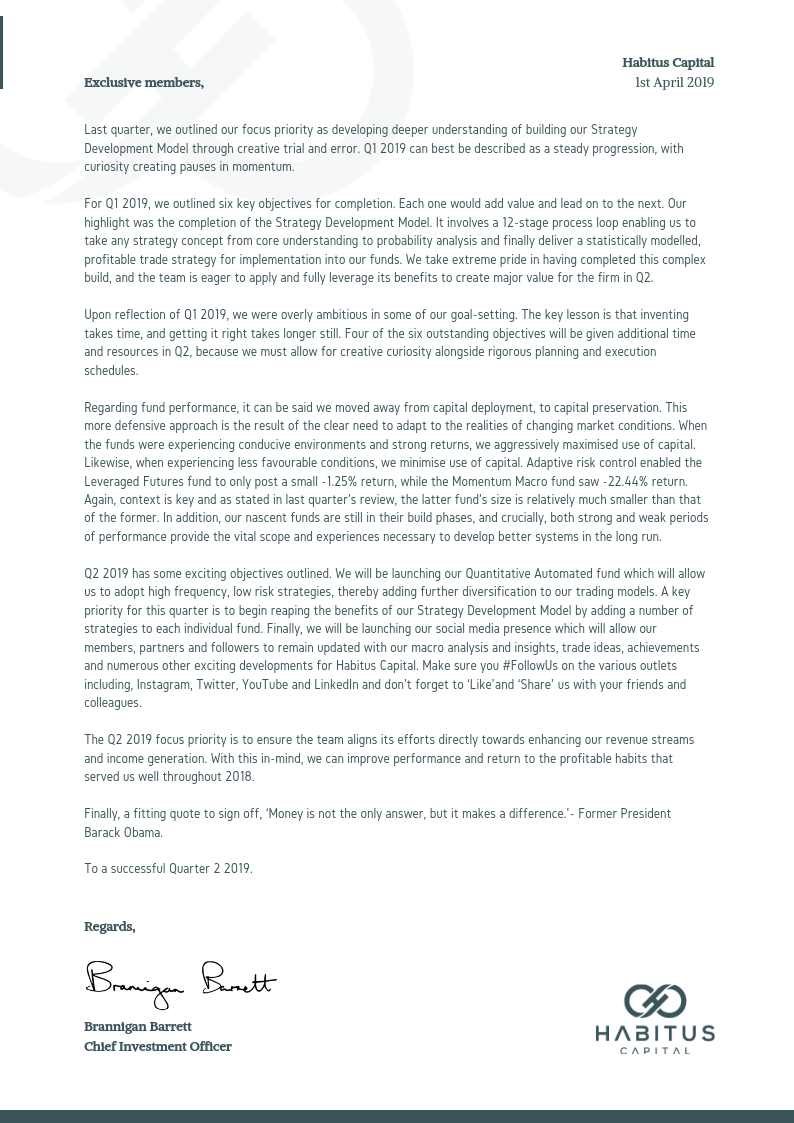 Habitus Capital
Exclusive members,
1st April 2019
Last quarter, we outlined our focus priority as developing deeper understanding of building our Strategy
Development Model through creative trial and error. Q1 2019 can best be described as a steady progression, with
curiosity creating pauses in momentum.
For Q1 2019, we outlined six key objectives for completion. Each one would add value and lead on to the next. Our
highlight was the completion of the Strategy Development Model. It involves a 12-stage process loop enabling us to
take any strategy concept from core understanding to probability analysis and finally deliver a statistically modelled,
profitable trade strategy for implementation into our funds. We take extreme pride in having completed this complex
build, and the team is eager to apply and fully leverage its benefits to create major value for the firm in Q2.
Upon reflection of Q1 2019, we were overly ambitious in some of our goal-setting. The key lesson is that inventing
takes time, and getting it right takes longer still. Four of the six outstanding objectives will be given additional time
and resources in Q2, because we must allow for creative curiosity alongside rigorous planning and execution
schedules.
Regarding fund performance, it can be said we moved away from capital deployment, to capital preservation. This
more defensive approach is the result of the clear need to adapt to the realities of changing market conditions. When
the funds were experiencing conducive environments and strong returns, we aggressively maximised use of capital.
Likewise, when experiencing less favourable conditions, we minimise use of capital. Adaptive risk control enabled the
Leveraged Futures fund to only post a small -1.25% return, while the Momentum Macro fund saw -22.44% return.
Again, context is key and as stated in last quarter's review, the latter fund's size is relatively much smaller than that
of the former. In addition, our nascent funds are still in their build phases, and crucially, both strong and weak periods
of performance provide the vital scope and experiences necessary to develop better systems in the long run.
Q2 2019 has some exciting objectives outlined. We will be launching our Quantitative Automated fund which will allow
us to adopt high frequency, low risk strategies, thereby adding further diversification to our trading models. A key
priority for this quarter is to begin reaping the benefits of our Strategy Development Model by adding a number of
strategies to each individual fund. Finally, we will be launching our social media presence which will allow our
members, partners and followers to remain updated with our macro analysis and insights, trade ideas, achievements
and numerous other exciting developments for Habitus Capital. Make sure you #FollowUs on the various outlets
including, Instagram, Twitter, YouTube and LinkedIn and don't forget to 'Like'and 'Share' us with your friends and
colleagues.
The Q2 2019 focus priority is to ensure the team aligns its efforts directly towards enhancing our revenue streams
and income generation. With this in-mind, we can improve performance and return to the profitable habits that
served us well throughout 2018.
Finally, a fitting quote to sign off, 'Money is not the only answer, but it makes a difference.'- Former President
Barack Obama.
To a successful Quarter 2 2019.
Regards,
Brannigan Barrett
Brannigan Barrett
Chief Investment Officer
HABITUS
CAPITAL